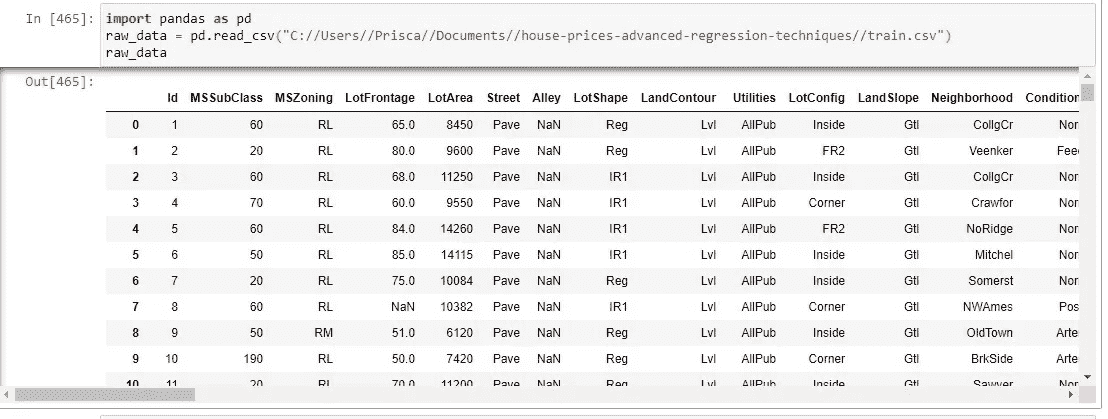 In [465]: import pandas as pd
raw_data = pd.read_csv("C://Users//Prisca//Documents//house-prices-advanced-regression-techniques//train.csv")
raw_data
Out[465]:
Id MSSubClass MSZoning LotFrontage LotArea Street Alley LotShape LandContour Utilities LotConfig LandSlope Neighborhood Condition
0 1 60 RL 65.0 8450 Pave NaN Reg Lvl AllPub Inside Gtl CollgCr Nor
1 2 20 RL 80.0 9600 Pave NaN Reg Lvl AllPub FR2 Gtl Veenker Fee
2 3 60 RL 68.0 11250 Pave NaN IR1 Lvl AllPub Inside Gtl CollgCr Nor
3 4 70 RL 60.0 9550 Pave NaN IR1 Lvl AllPub Corner Gtl Crawfor Nor
4 5 60 RL 84.0 14260 Pave NaN IR1 Lvl AllPub FR2 Gtl NoRidge Nor
5 6 50 RL 85.0 14115 Pave NaN IR1 Lvl AllPub Inside Gtl Mitchel Nor
6 7 20 RL 75.0 10084 Pave NaN Reg Lvl AllPub Inside Gtl Somerst Nor
7 8 60 RL NaN 10382 Pave NaN IR1 Lvl AllPub Corner Gtl NWAmes Pos
8 9 50 RM 51.0 6120 Pave NaN Reg Lvl AllPub Inside Gtl OldTown Arte
9 10 190 RL 50.0 7420 Pave NaN Reg Lvl AllPub Corner Gtl BrkSide Arte
10 11 20 RL 70.0 11200 Pave NaN Reg Lvl AllPub Inside Gtl Sawyer Nor